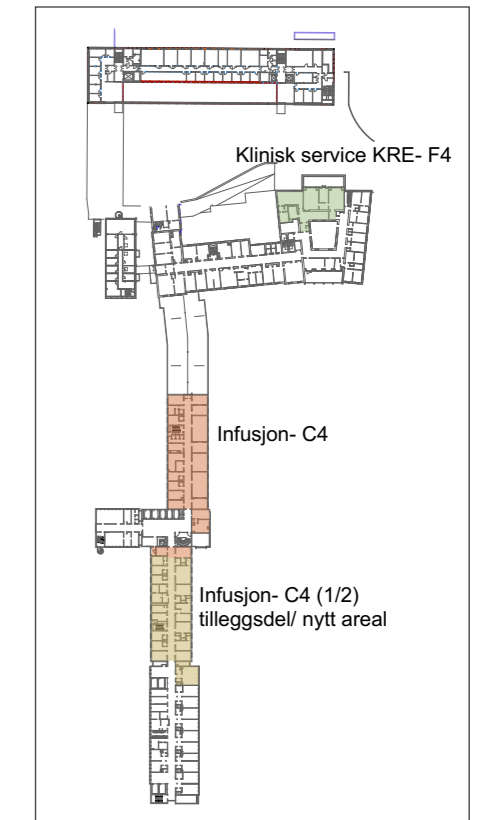 Klinisk service KRE- F4
Infusjon- C4
Infusjon- C4 (1/2)
tilleggsdel/ nytt areal